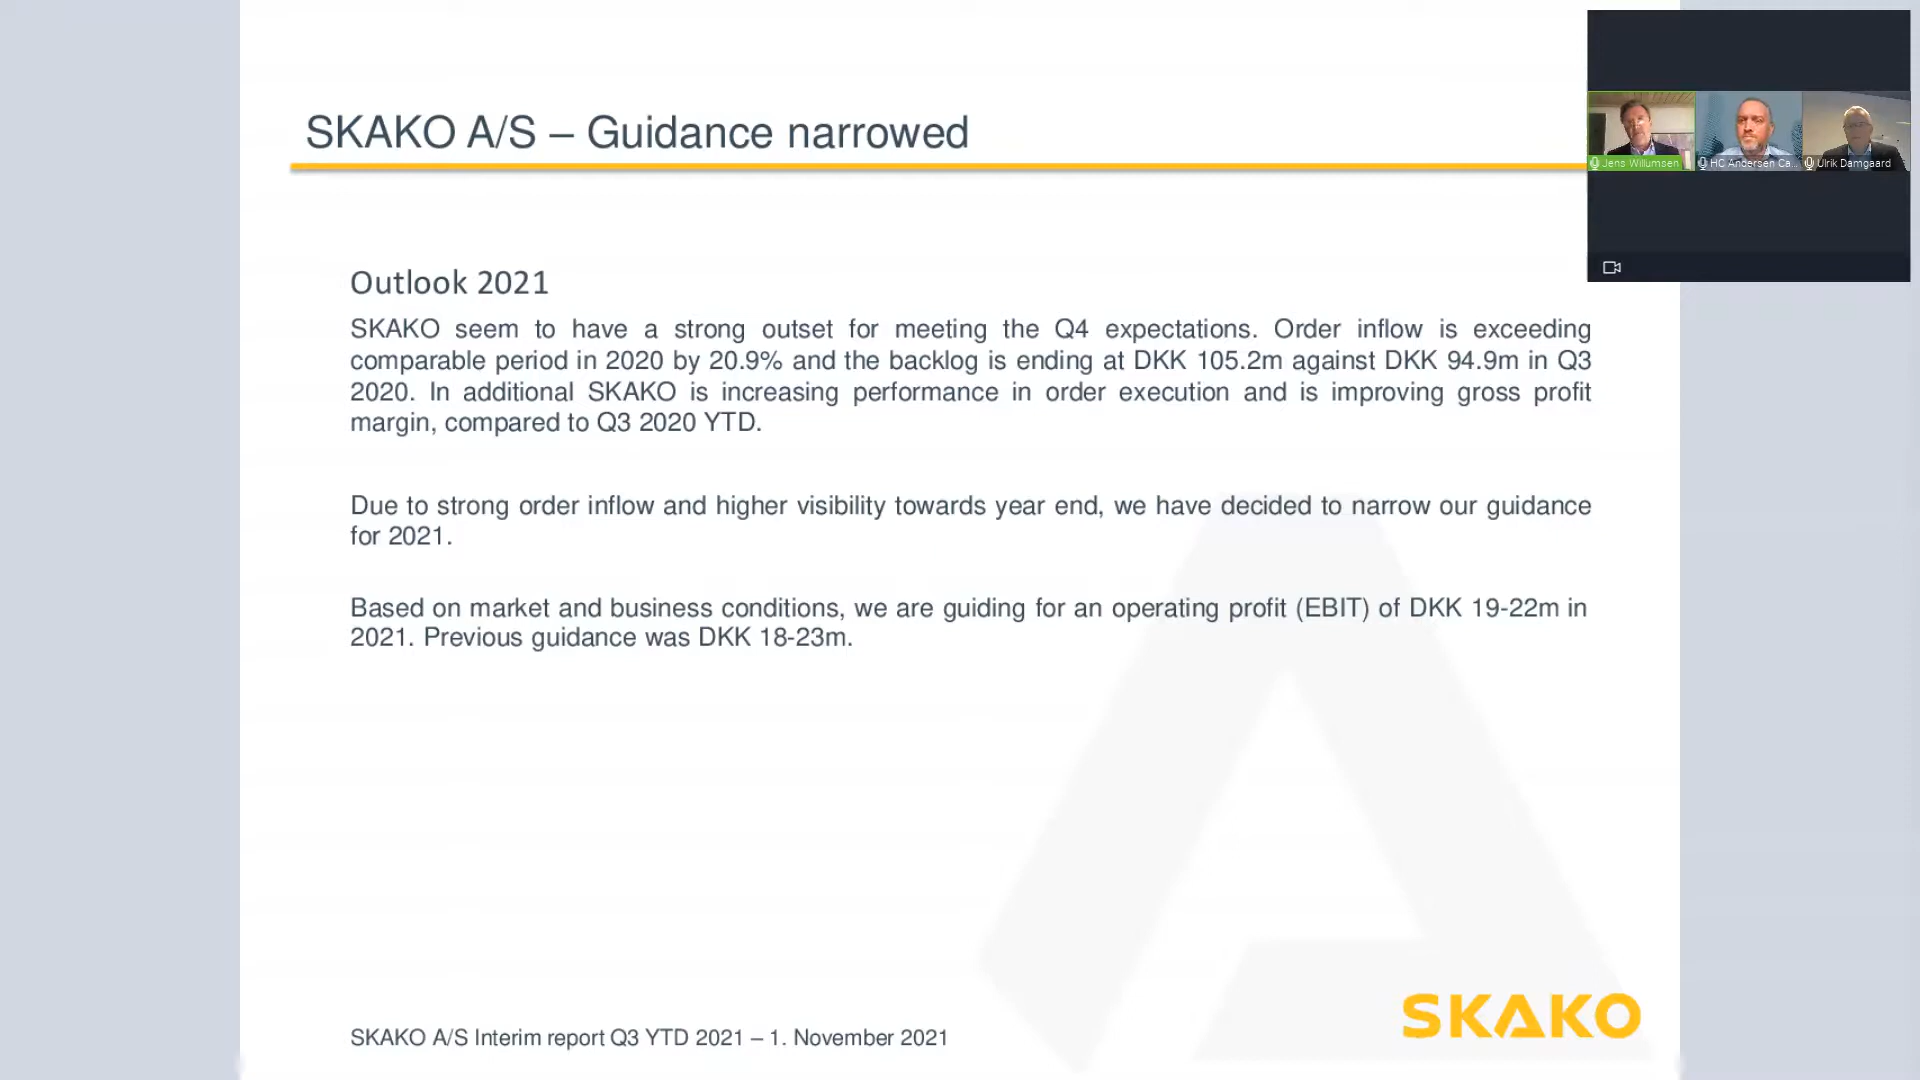 SKAKO A/S – Guidance narrowed
Jens Willumsen
HC Andersen Ca...
Ulrik Damgaard
Outlook 2021
SKAKO seem to have a strong outset for meeting the Q4 expectations. Order inflow is exceeding
comparable period in 2020 by 20.9% and the backlog is ending at DKK 105.2m against DKK 94.9m in Q3
2020. In additional SKAKO is increasing performance in order execution and is improving gross profit
margin, compared to Q3 2020 YTD.
Due to strong order inflow and higher visibility towards year end, we have decided to narrow our guidance
for 2021.
Based on market and business conditions, we are guiding for an operating profit (EBIT) of DKK 19-22m in
2021. Previous guidance was DKK 18-23m.
SKAKO
SKAKO A/S Interim report Q3 YTD 2021 – 1. November 2021